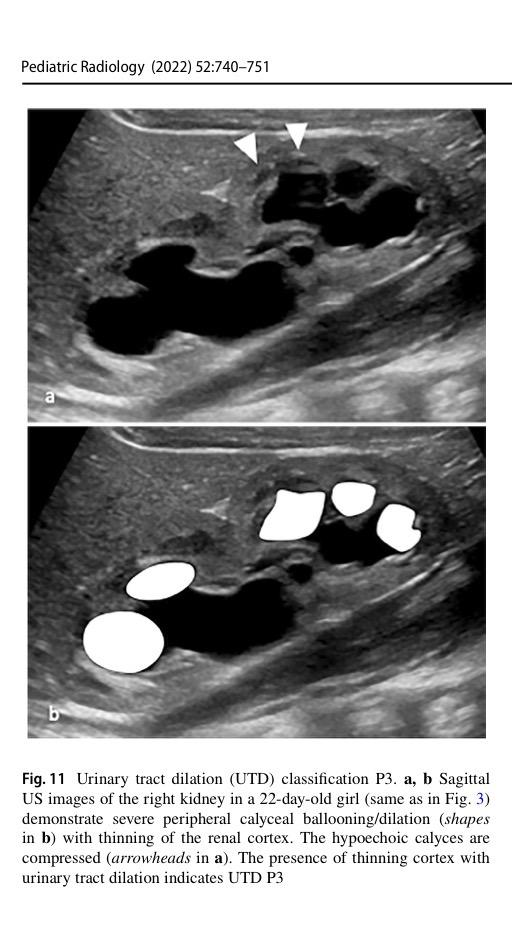 Pediatric Radiology (2022) 52:740–751
a
b
Fig. 11 Urinary tract dilation (UTD) classification P3. a, b Sagittal
US images of the right kidney in a 22-day-old girl (same as in Fig. 3)
demonstrate severe peripheral calyceal ballooning/dilation (shapes
in b) with thinning of the renal cortex. The hypoechoic calyces are
compressed (arrowheads in a). The presence of thinning cortex with
urinary tract dilation indicates UTD P3